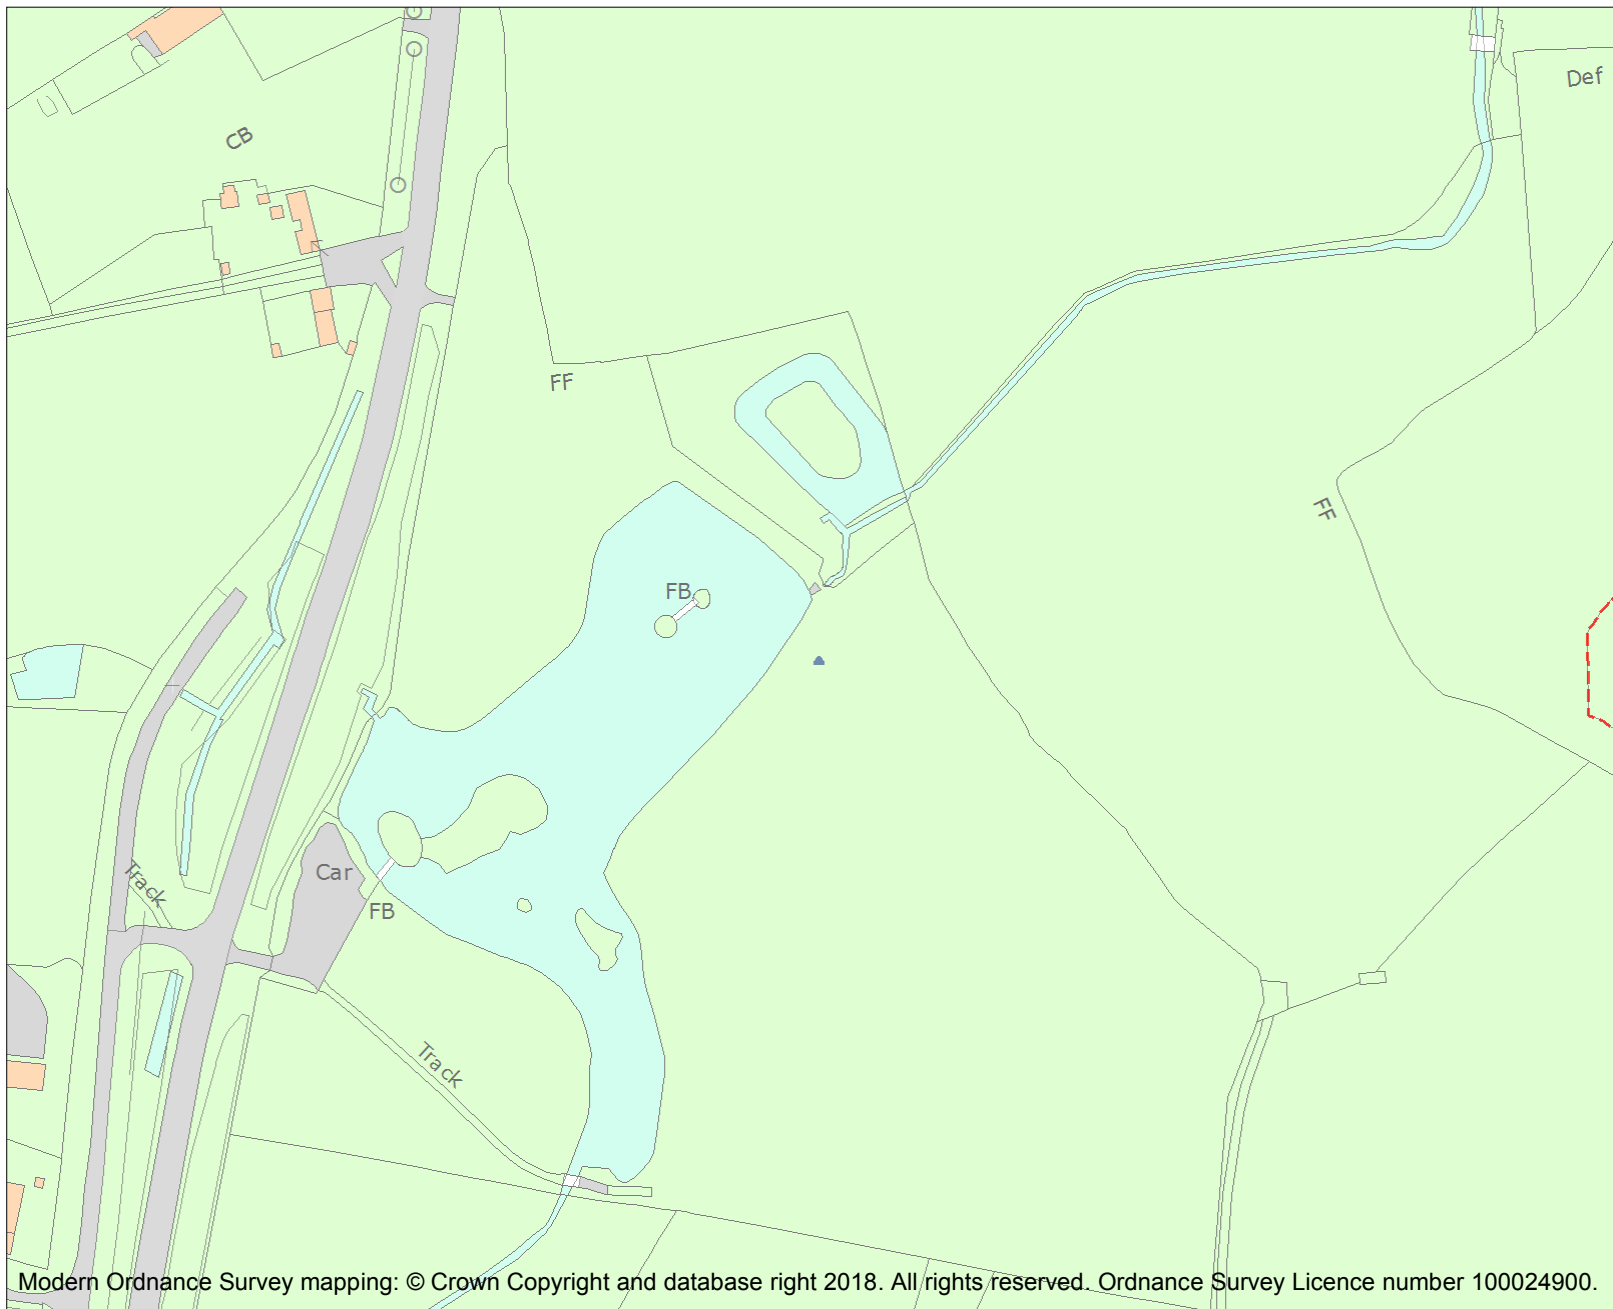 Def
CB
FF
FF
FB
Car
Track
FB
Track
Modern Ordnance Survey mapping: © Crown Copyright and database right 2018. All rights reserved. Ordnance Survey Licence number 100024900.